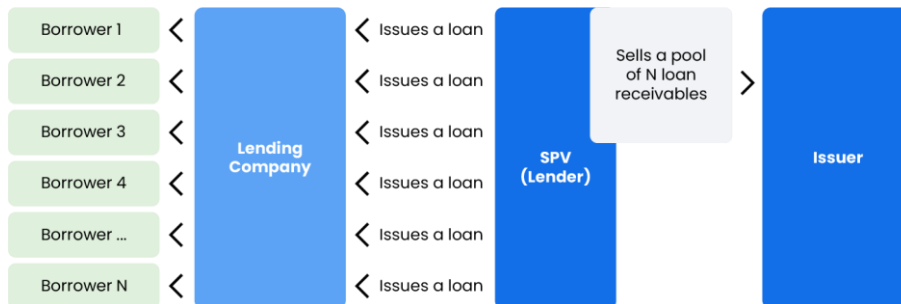 Borrower 1
Issues a loan
Borrower 2
Issues a loan
Sells a pool
of N loan
receivables
Borrower 3
Issues a loan
Lending
Company
SPV
(Lender)
Issuer
Borrower 4
Issues a loan
Borrower ...
Issues a loan
Borrower N
Issues a loan